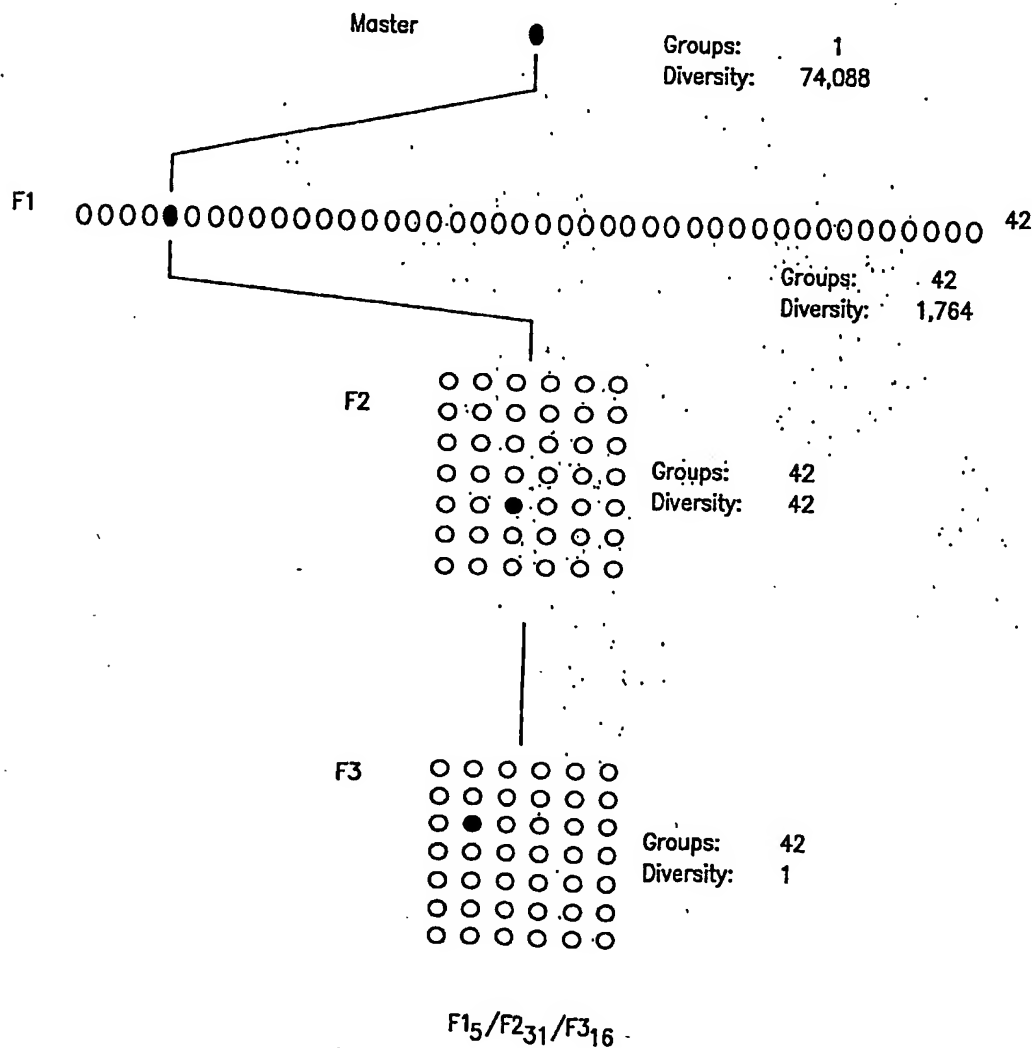 Master
Groups: 1
Diversity: 74,088
F1
42
Groups: 42
Diversity: 1,764
F2
Groups: 42
Diversity: 42
F3
Groups: 42
Diversity: 1
F1₅/F2₃₁/F3₁₆